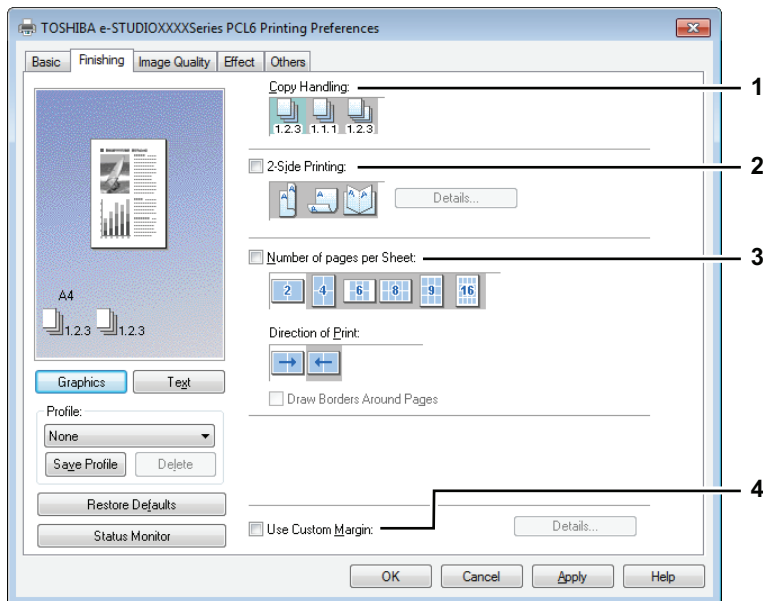 TOSHIBA e-STUDIOXXXXSeries PCL6 Printing Preferences
Basic Finishing Image Quality Effect Others
Copy Handling:
1
1.2.3 1.1.1 1.2.3
2-Side Printing:
2
A A A A
Details...
Number of pages per Sheet:
3
2 4 6 8 9 16
A4
1.2.3 1.2.3
Direction of Print:
Graphics Text
Draw Borders Around Pages
Profile:
None
Save Profile Delete
Restore Defaults
4
Use Custom Margin:
Details...
Status Monitor
OK Cancel Apply Help